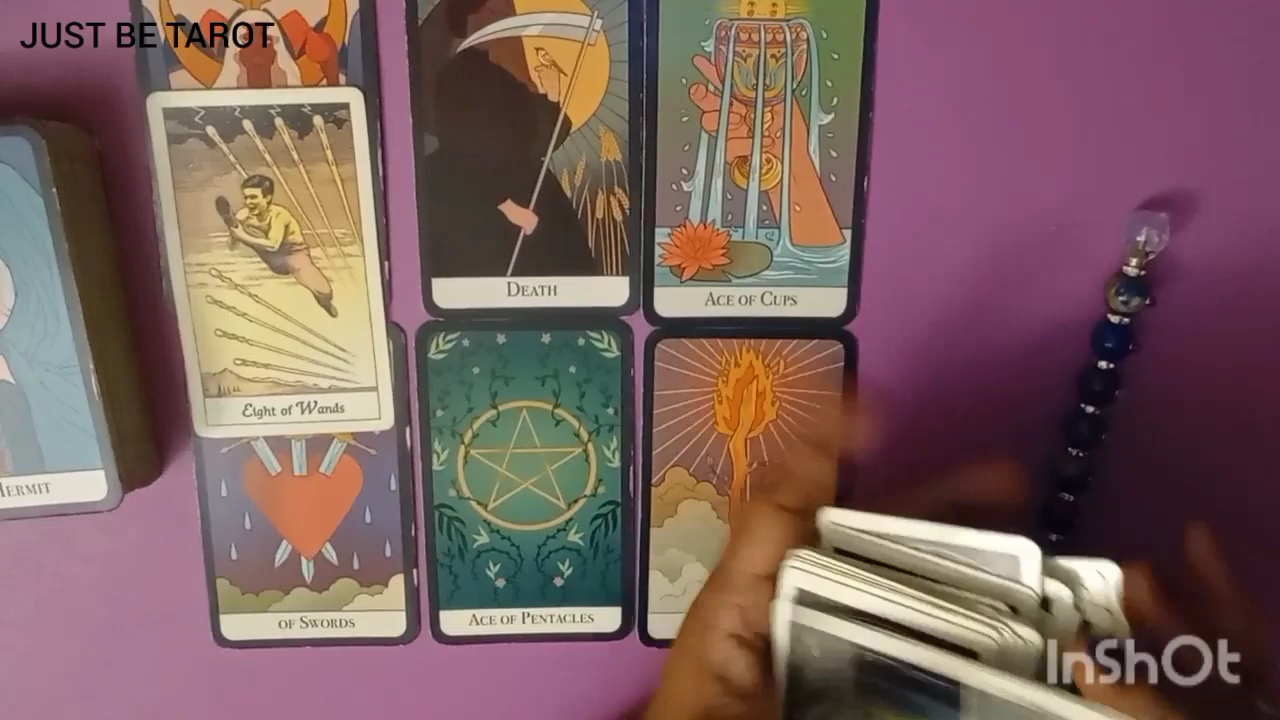 JUST BE TAROT
DEATH
ACE OF CUPS
Eight of Wands
HERMIT
OF SWORDS
ACE OF PENTACLES
InShOt